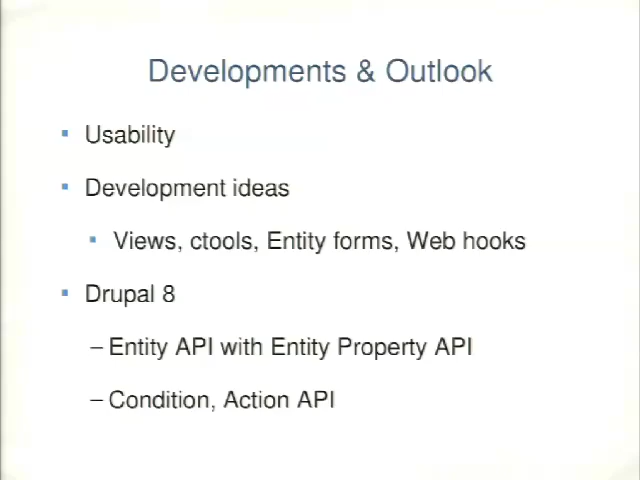 Developments & Outlook
▪ Usability
▪ Development ideas
▪ Views, ctools, Entity forms, Web hooks
▪ Drupal 8
– Entity API with Entity Property API
– Condition, Action API